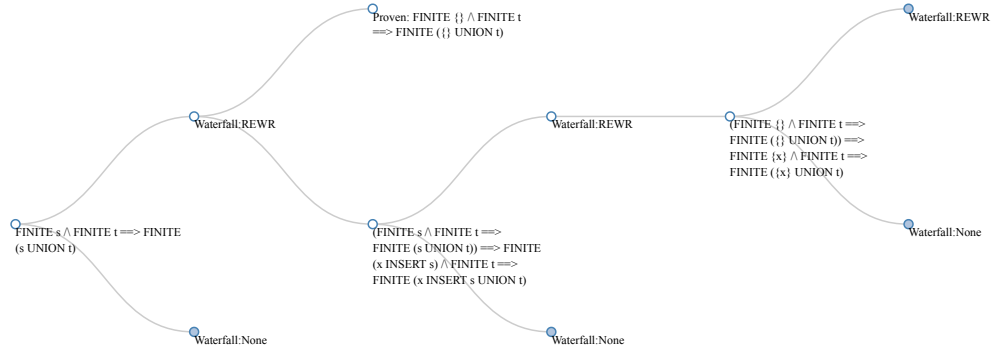 Proven: FINITE {} /\ FINITE t
==> FINITE ({} UNION t)
Waterfall:REWR
Waterfall:REWR
Waterfall:REWR
(FINITE {} /\ FINITE t ==>
FINITE ({} UNION t)) ==>
FINITE {x} /\ FINITE t ==>
FINITE ({x} UNION t)
FINITE s /\ FINITE t ==> FINITE
(s UNION t)
(FINITE s /\ FINITE t ==>
FINITE (s UNION t)) ==> FINITE
(x INSERT s) /\ FINITE t ==>
FINITE (x INSERT s UNION t)
Waterfall:None
Waterfall:None
Waterfall:None